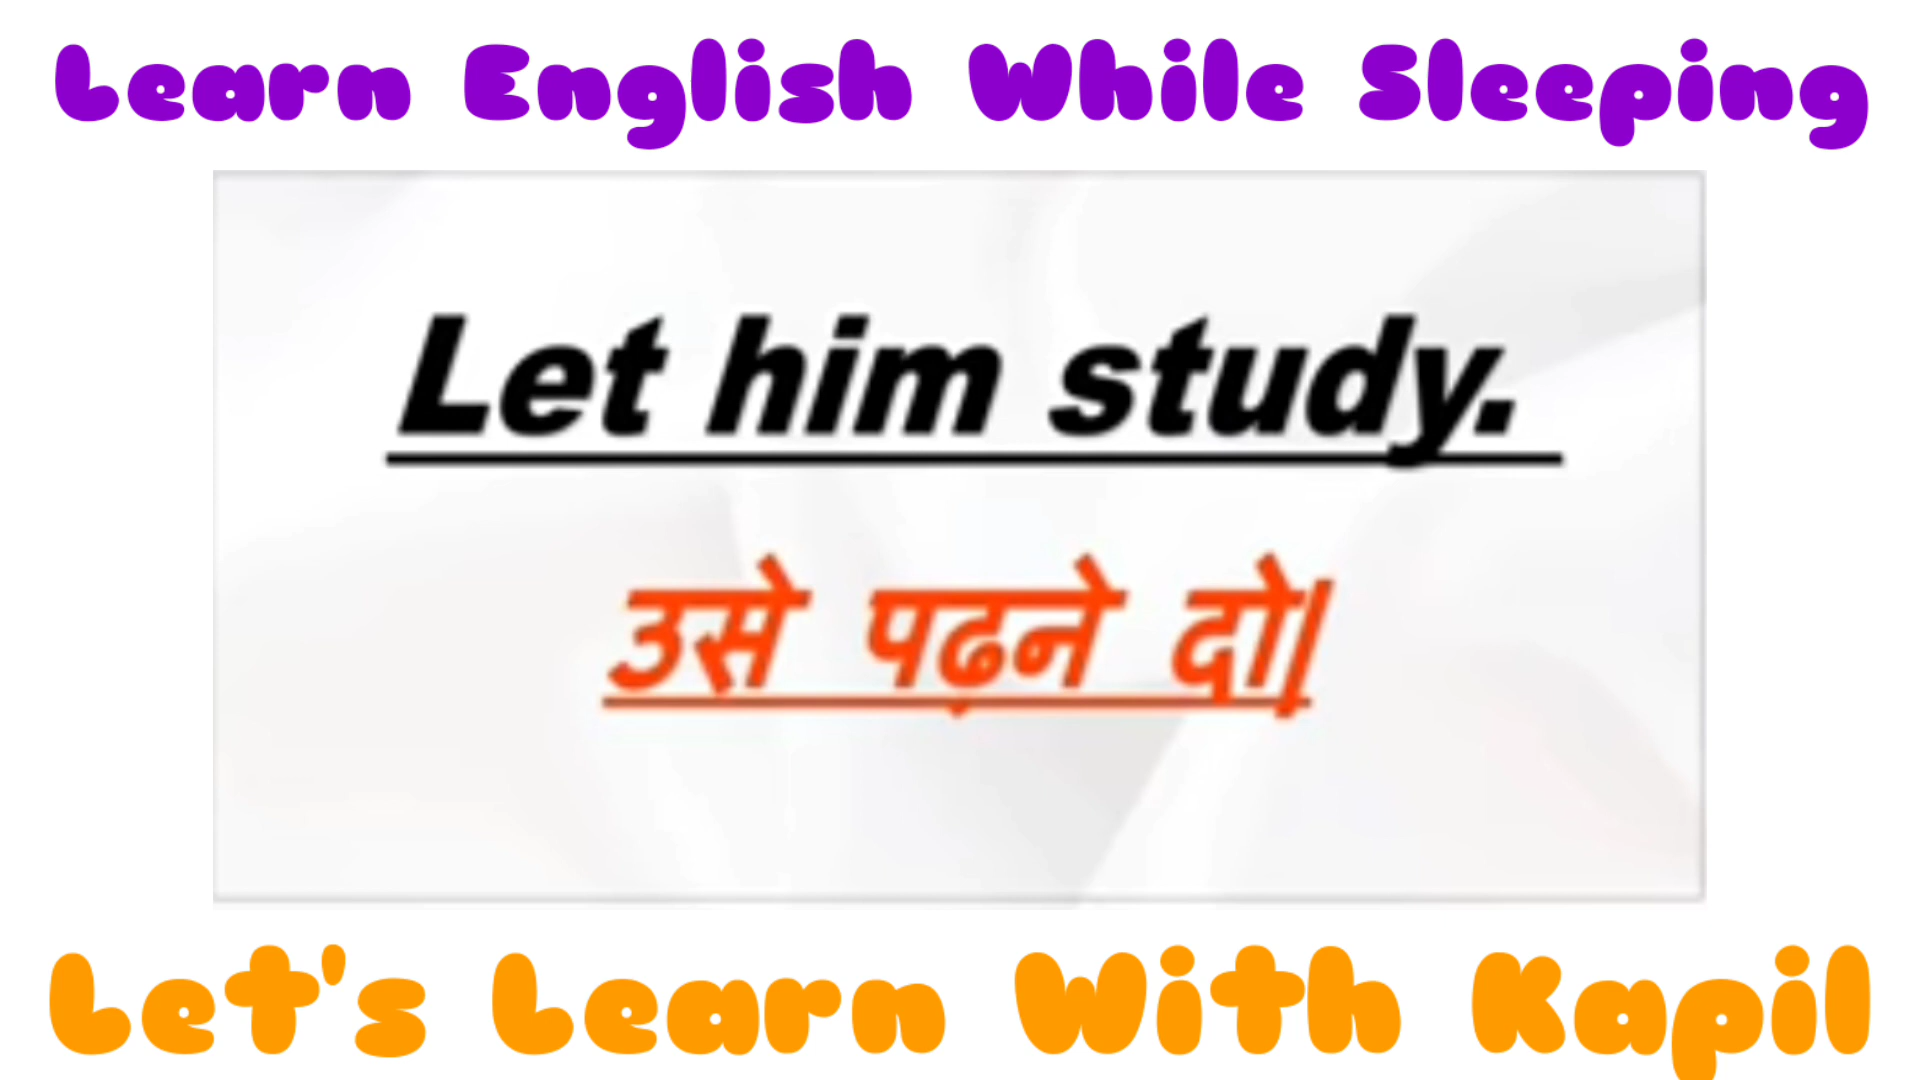 Learn English While Sleeping
Let him study.
उसे पढ़ने दो|
Let's Learn With Kapil